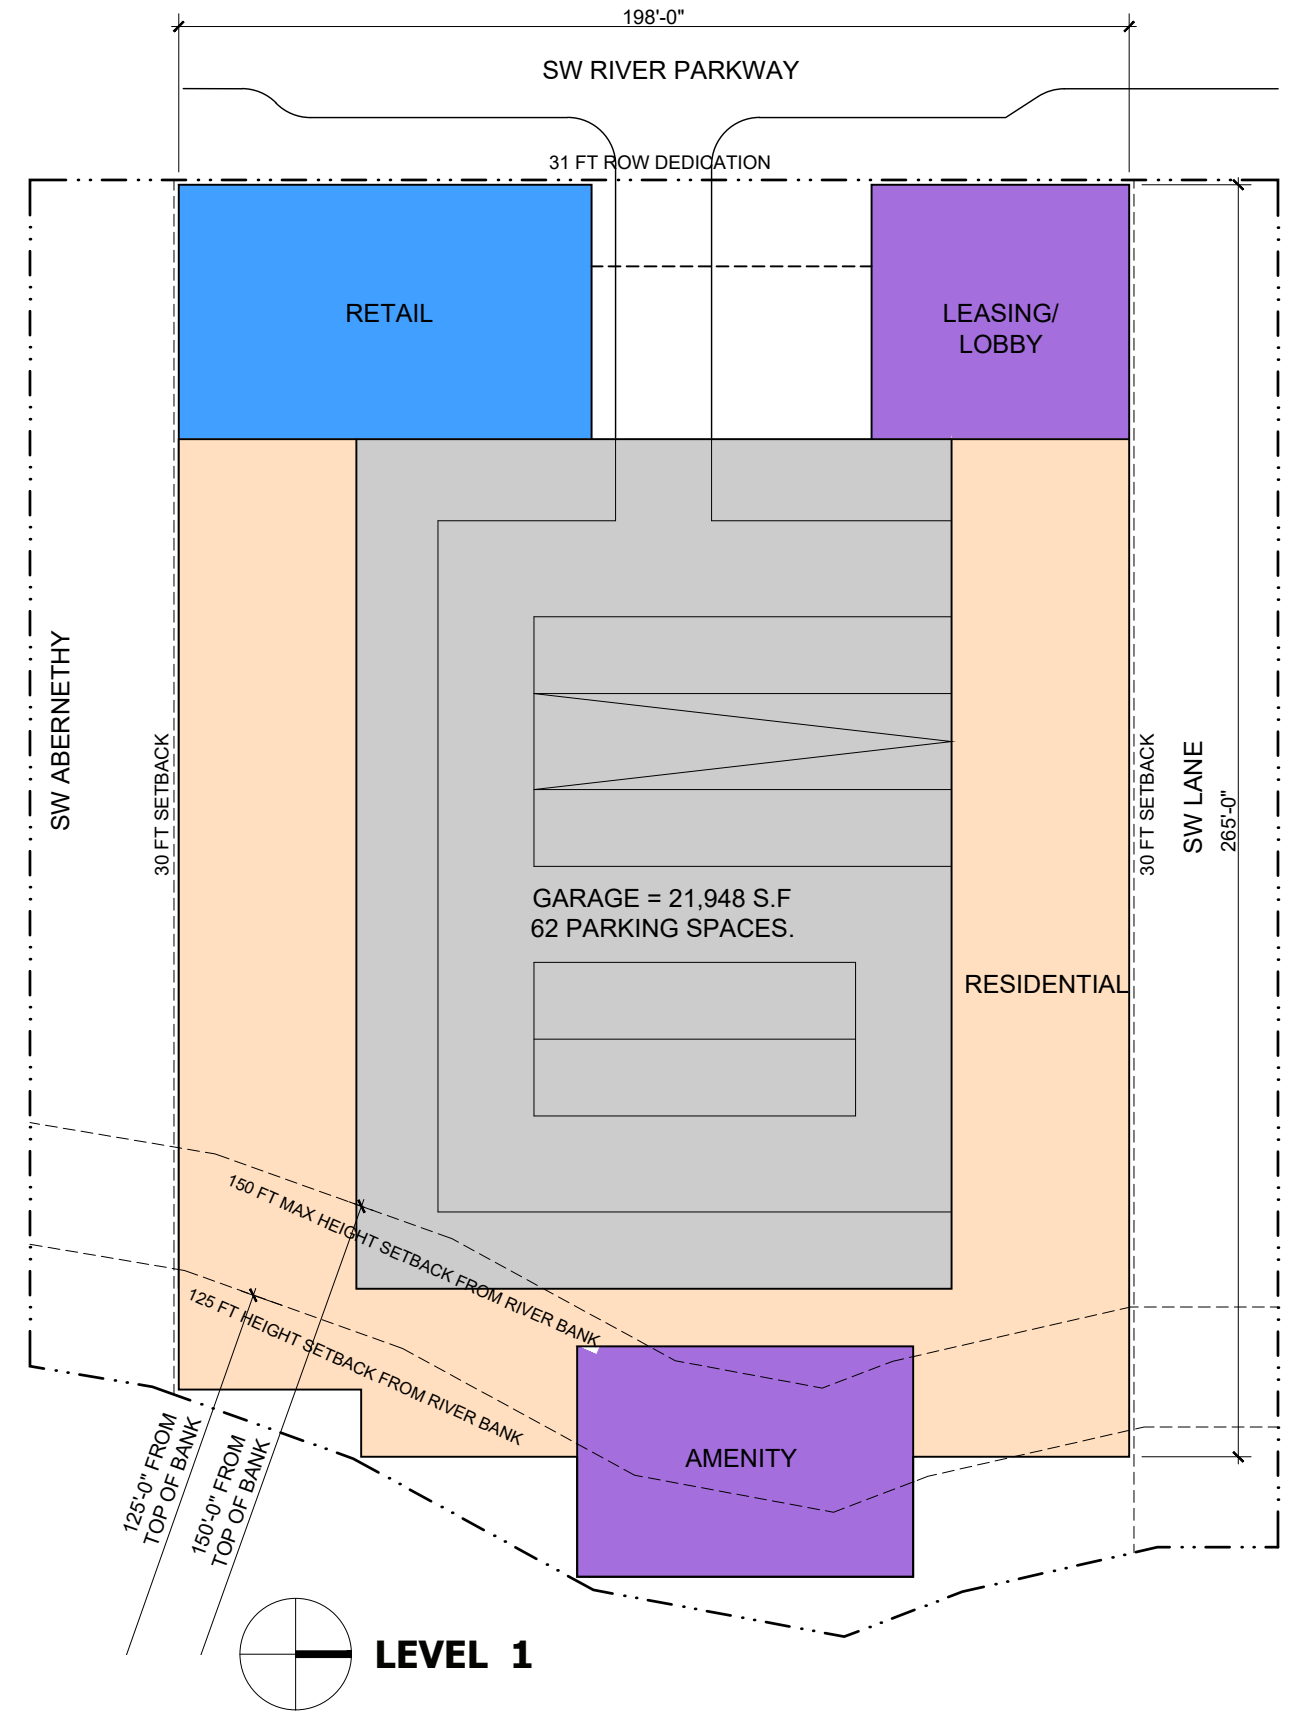 198'-0"
SW RIVER PARKWAY
31 FT ROW DEDICATION
RETAIL
LEASING/
LOBBY
SW ABERNETHY
30 FT SETBACK
30 FT SETBACK
SW LANE
265'-0"
GARAGE = 21,948 S.F
62 PARKING SPACES.
RESIDENTIAL
150 FT MAX HEIGHT SETBACK FROM RIVER BANK
125 FT HEIGHT SETBACK FROM RIVER BANK
AMENITY
125'-0" FROM
TOP OF BANK
150'-0" FROM
TOP OF BANK
LEVEL 1